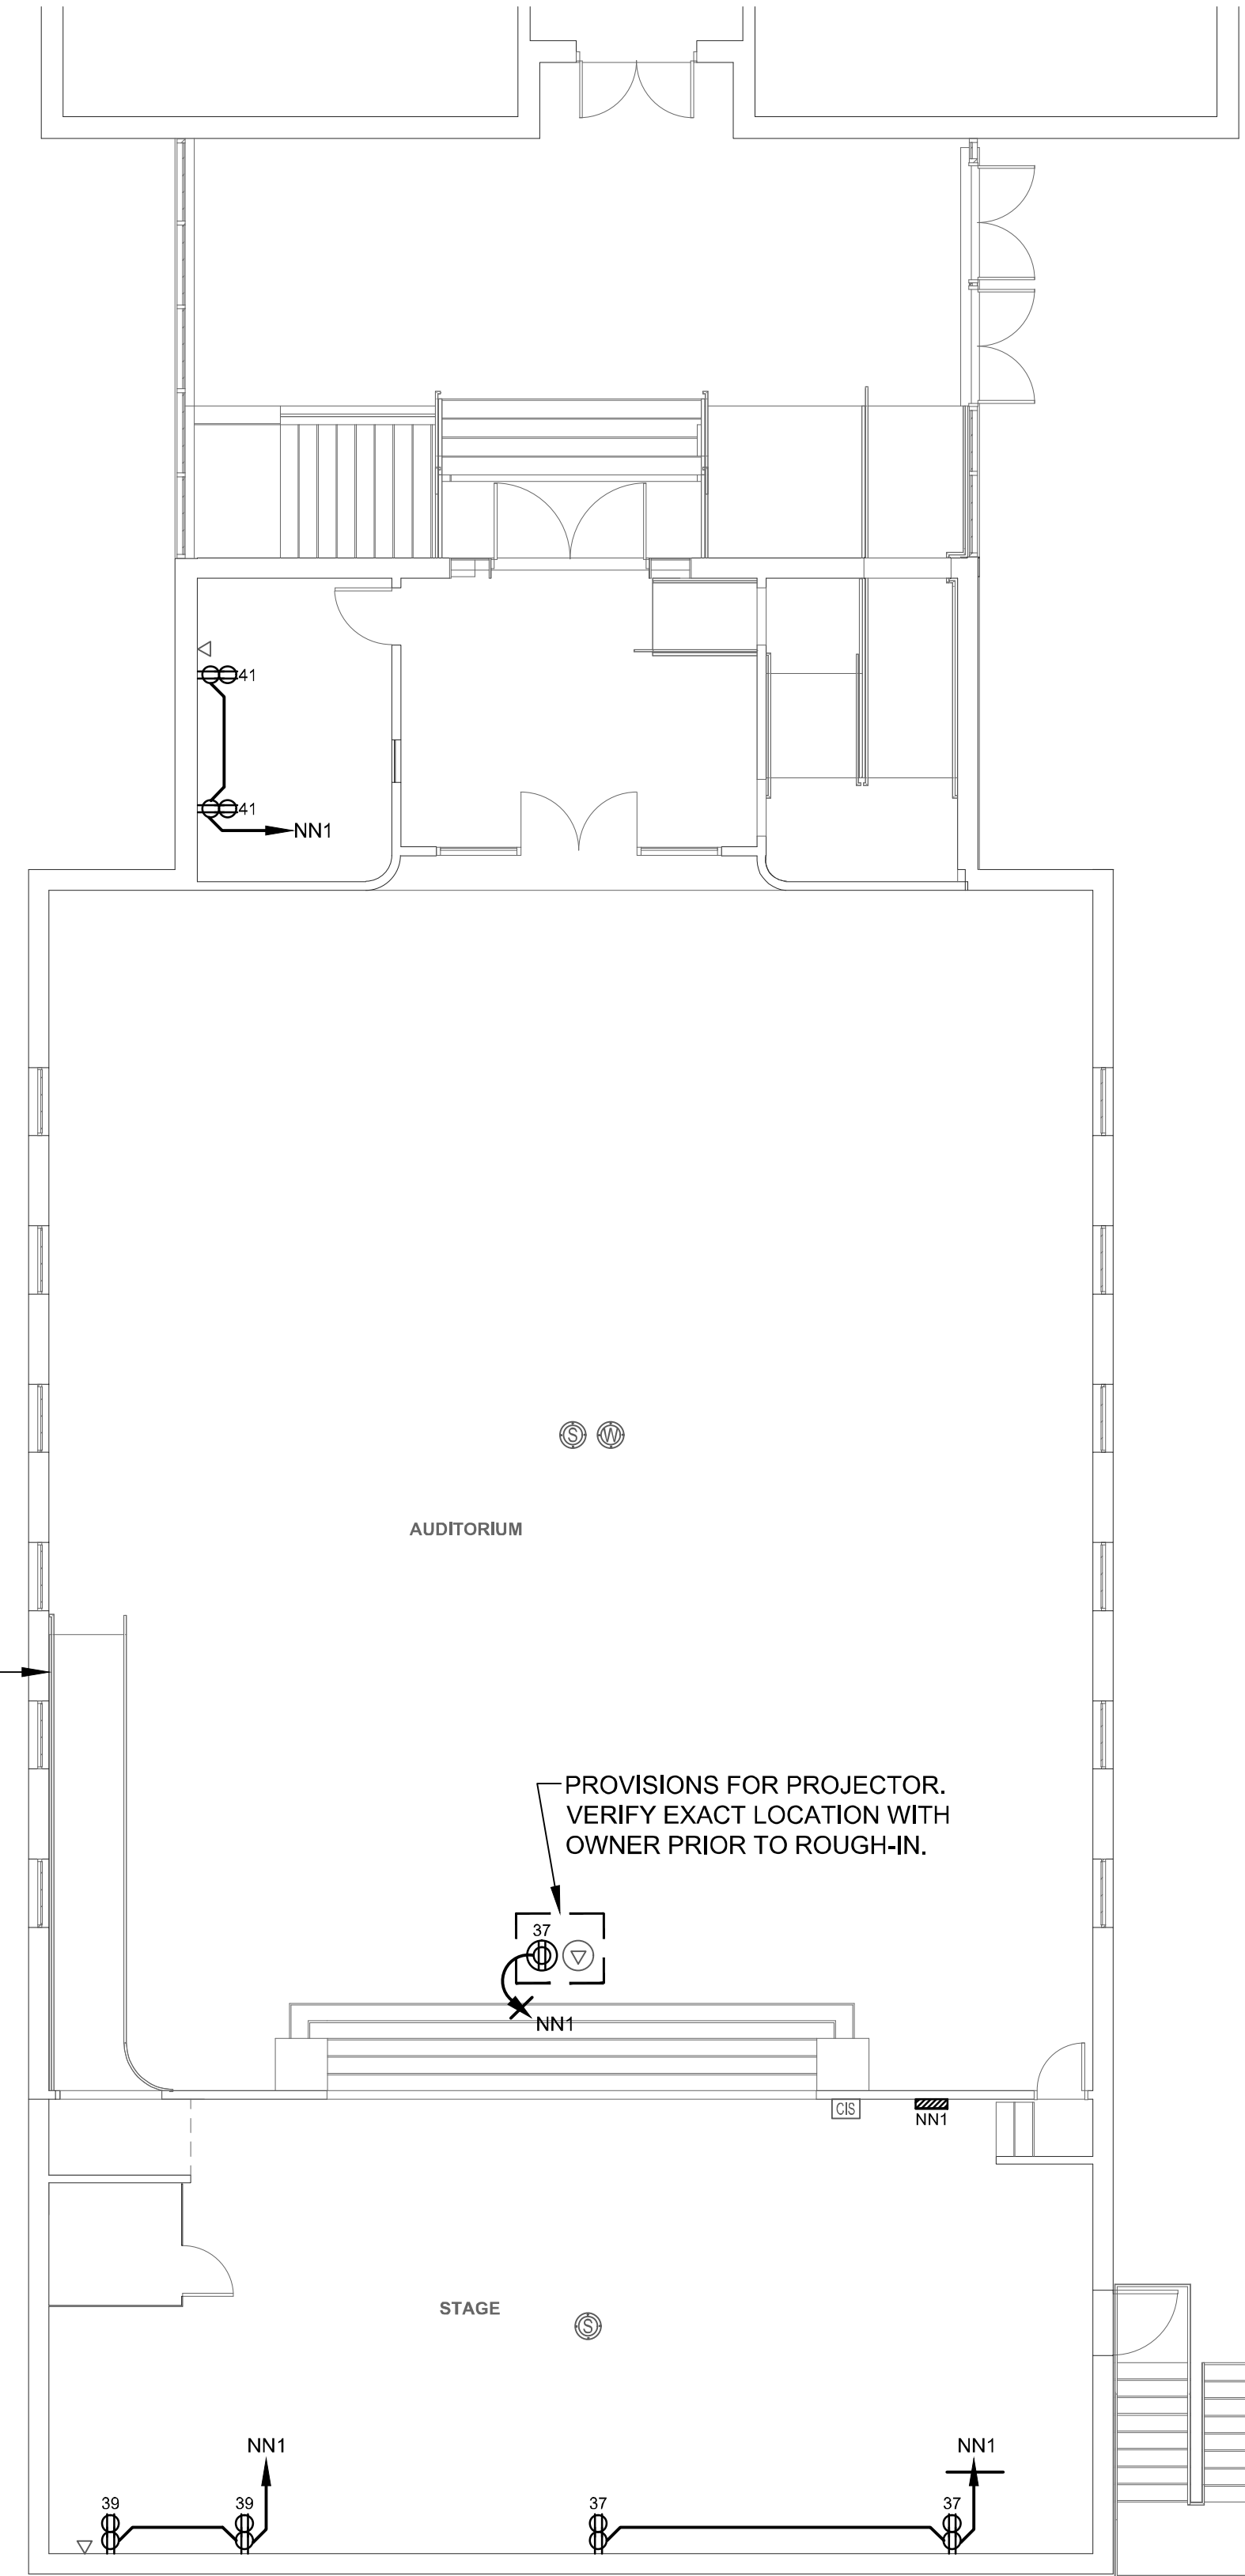 41
41
NN1
S W
AUDITORIUM
PROVISIONS FOR PROJECTOR.
VERIFY EXACT LOCATION WITH
OWNER PRIOR TO ROUGH-IN.
37
NN1
CIS
NN1
STAGE
S
NN1
NN1
39
39
37
37